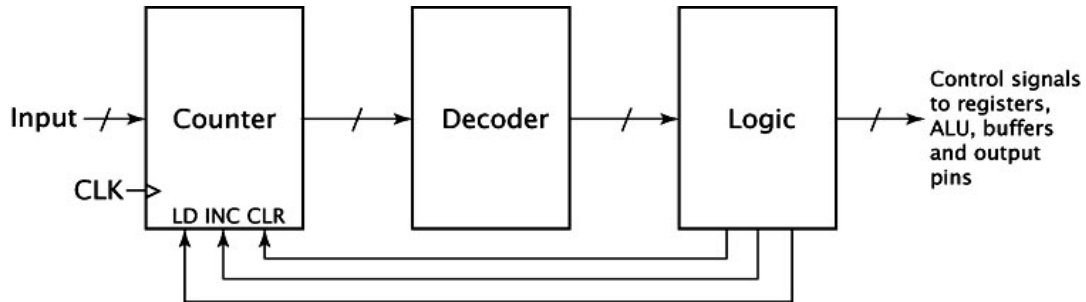 Input
Counter
Decoder
Logic
Control signals
to registers,
ALU, buffers
and output
pins
CLK
LD INC CLR